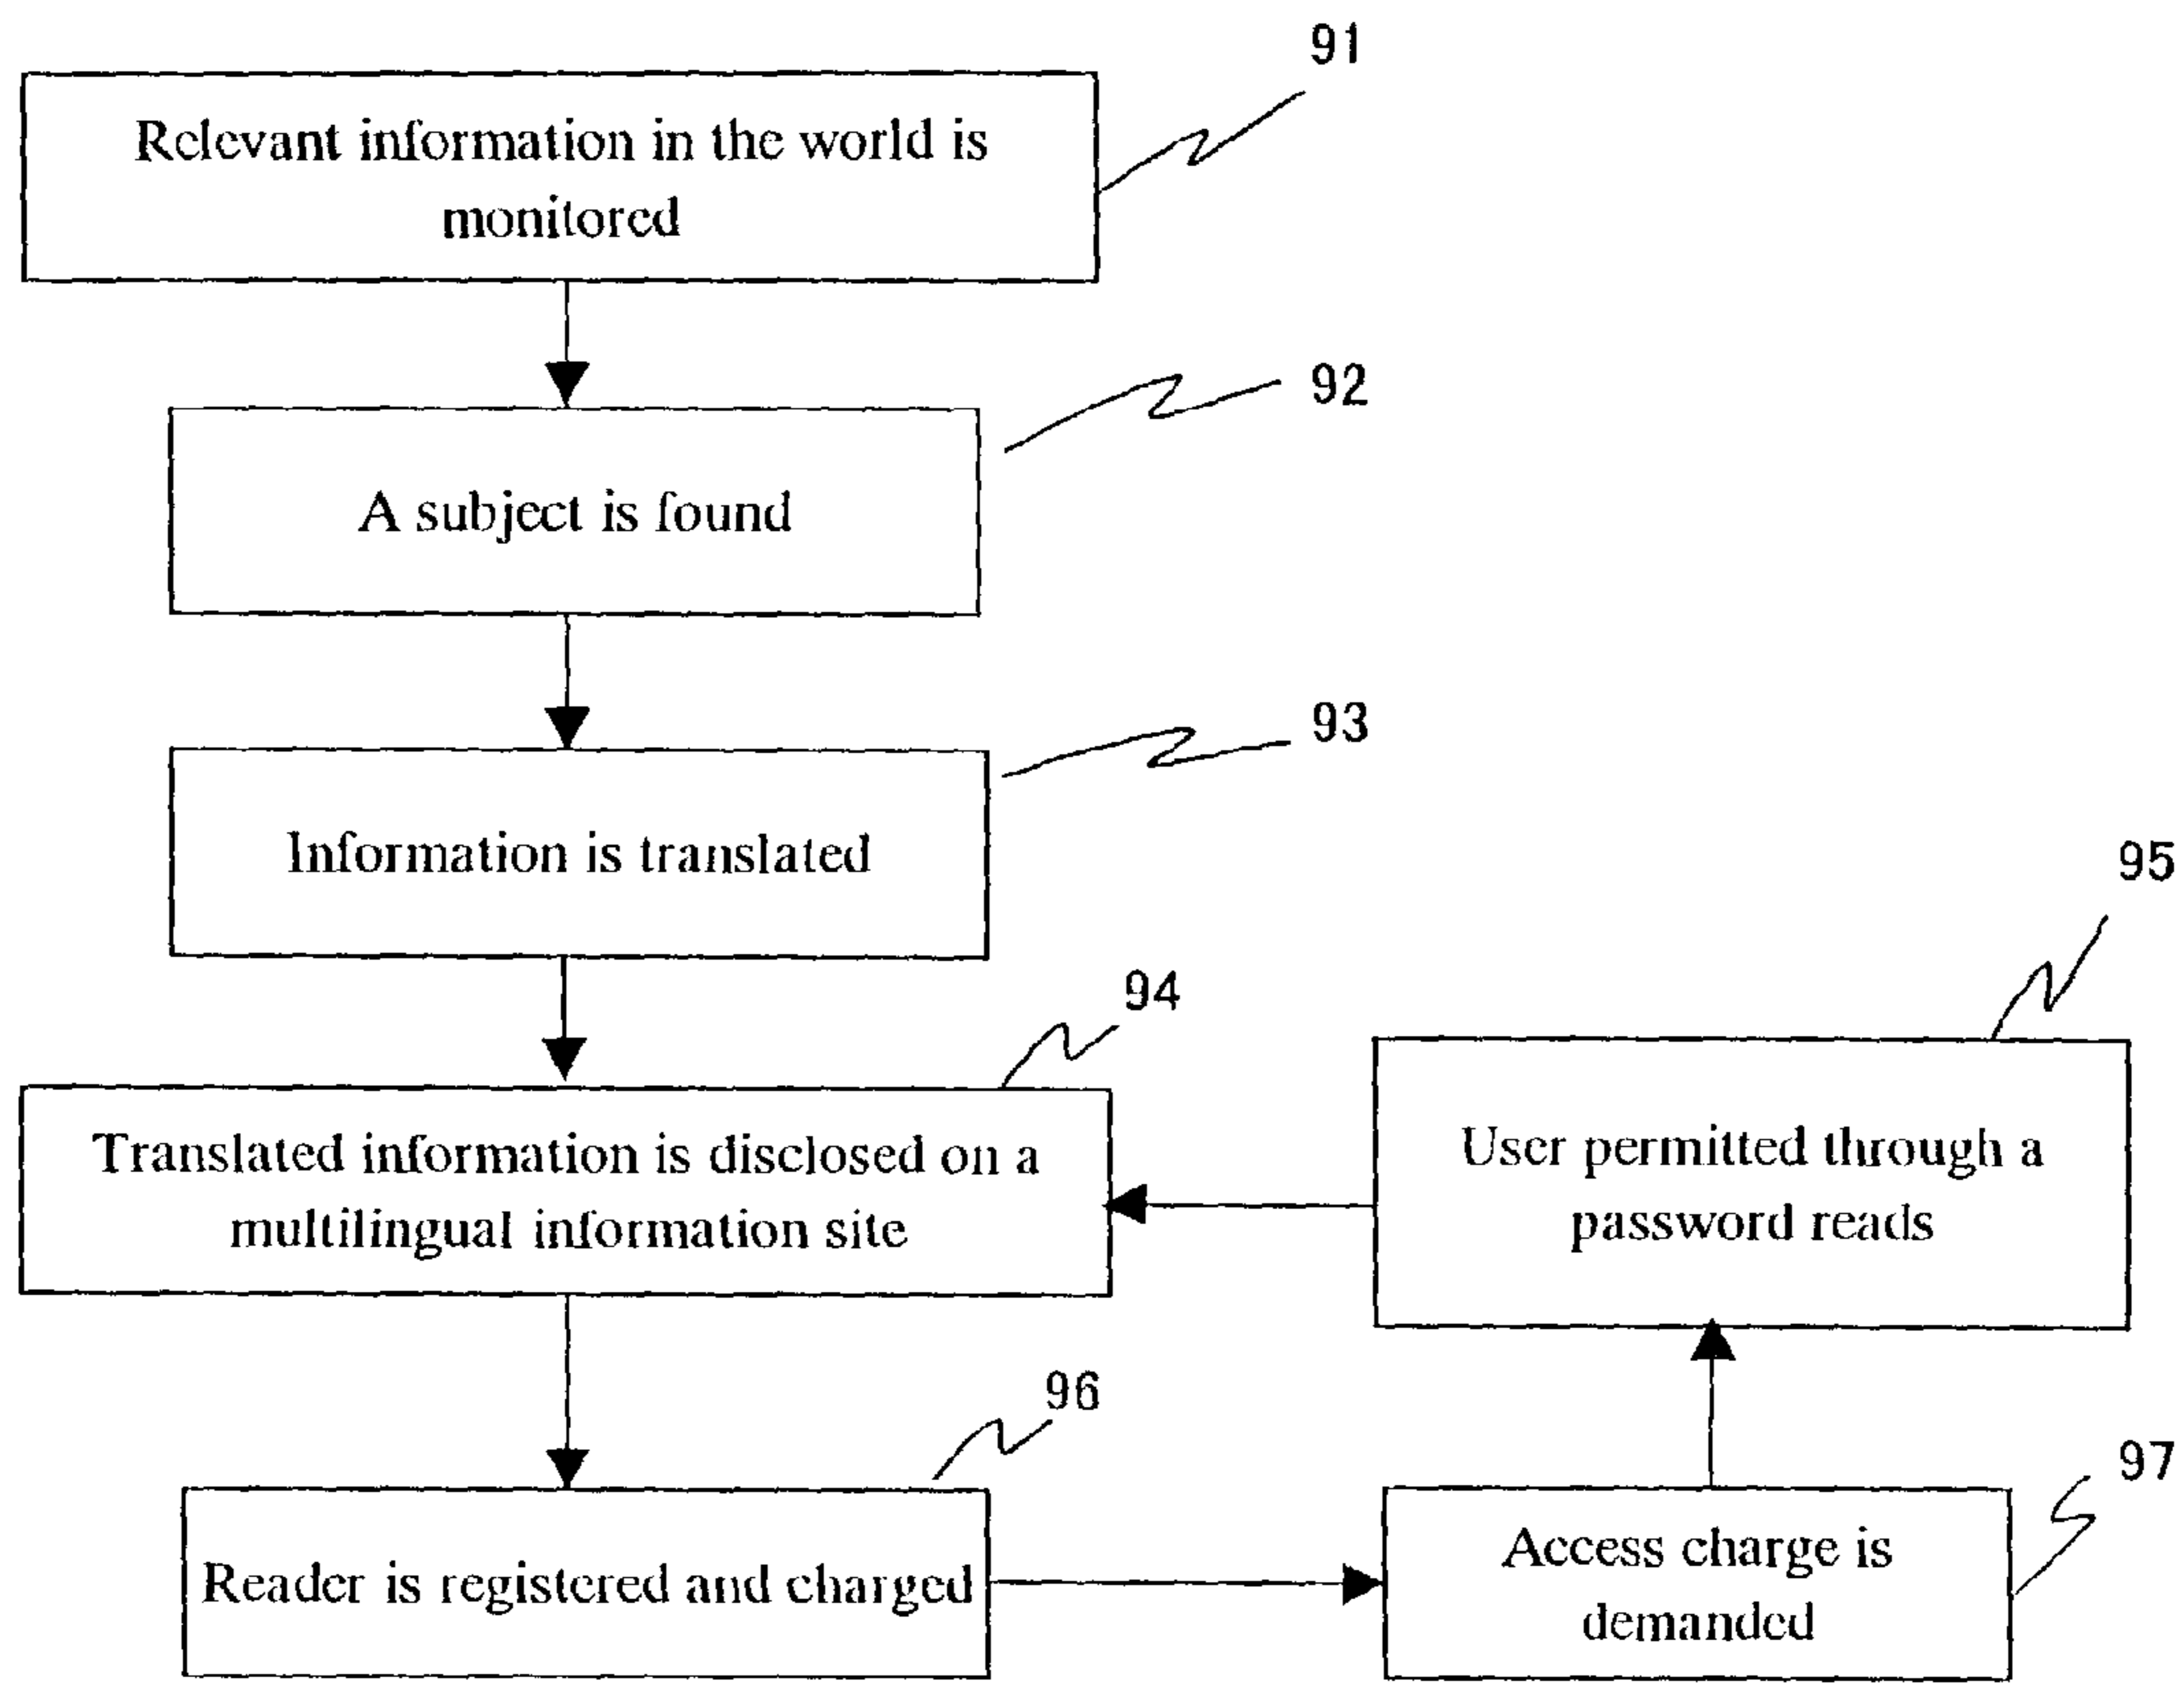 91
Relevant information in the world is
monitored
92
A subject is found
93
Information is translated
94
Translated information is disclosed on a
multilingual information site
95
User permitted through a
password reads
96
Reader is registered and charged
97
Access charge is
demanded